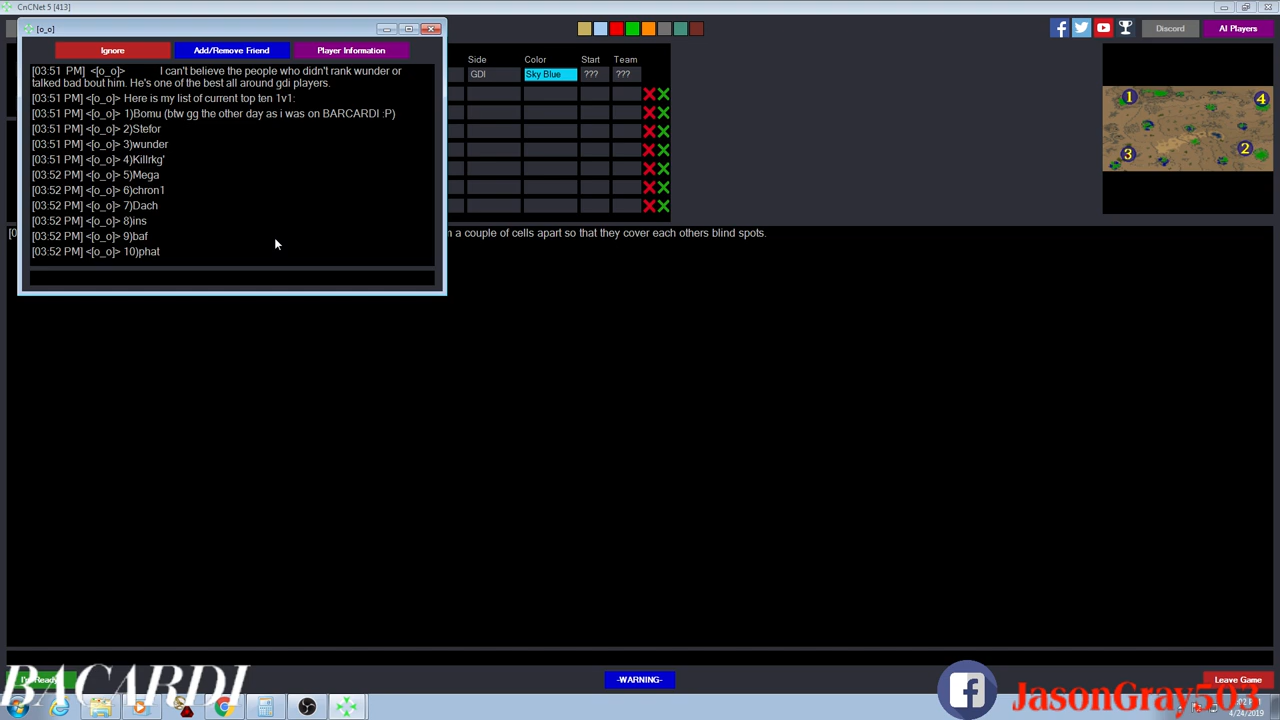 CnCNet 5 [413]
[o_o]
Ignore
Add/Remove Friend
Player Information
Discord
AI Players
[03:51 PM] <[o_o]> I can't believe the people who didn't rank wunder or
talked bad bout him. He's one of the best all around gdi players.
[03:51 PM] <[o_o]> Here is my list of current top ten 1v1:
[03:51 PM] <[o_o]> 1)Bomu (btw gg the other day as i was on BARCARDI :P)
[03:51 PM] <[o_o]> 2)Stefor
[03:51 PM] <[o_o]> 3)wunder
[03:51 PM] <[o_o]> 4)Killrkg'
[03:52 PM] <[o_o]> 5)Mega
[03:52 PM] <[o_o]> 6)chron1
[03:52 PM] <[o_o]> 7)Dach
[03:52 PM] <[o_o]> 8)ins
[03:52 PM] <[o_o]> 9)baf
[03:52 PM] <[o_o]> 10)phat
Side Color Start Team
GDI Sky Blue ??? ???
1 4
3 2
a couple of cells apart so that they cover each others blind spots.
-WARNING-
Leave Game
BACARDI
JasonGray503
4/24/2019